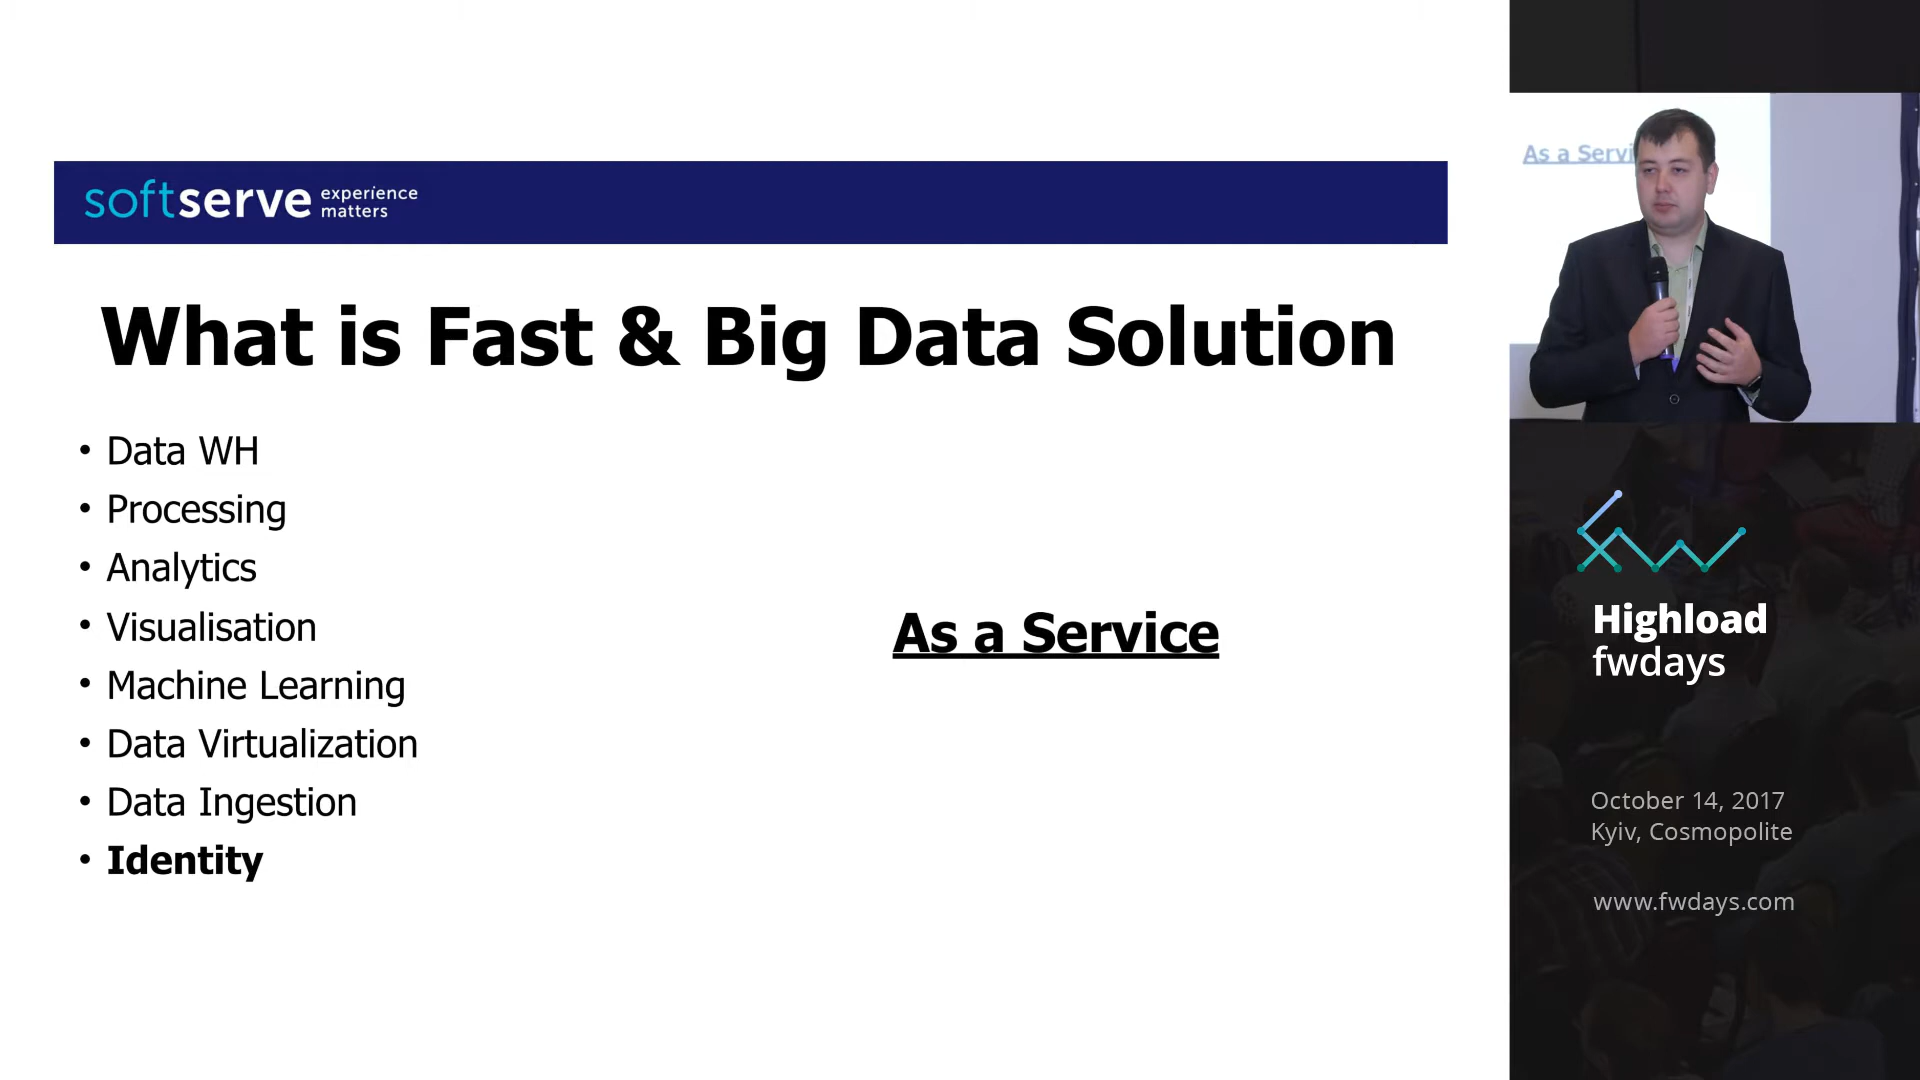 softserve experience
matters
What is Fast & Big Data Solution
• Data WH
• Processing
• Analytics
• Visualisation
• Machine Learning
• Data Virtualization
• Data Ingestion
• Identity
As a Service
As a Servi
Highload
fwdays
October 14, 2017
Kyiv, Cosmopolite
www.fwdays.com